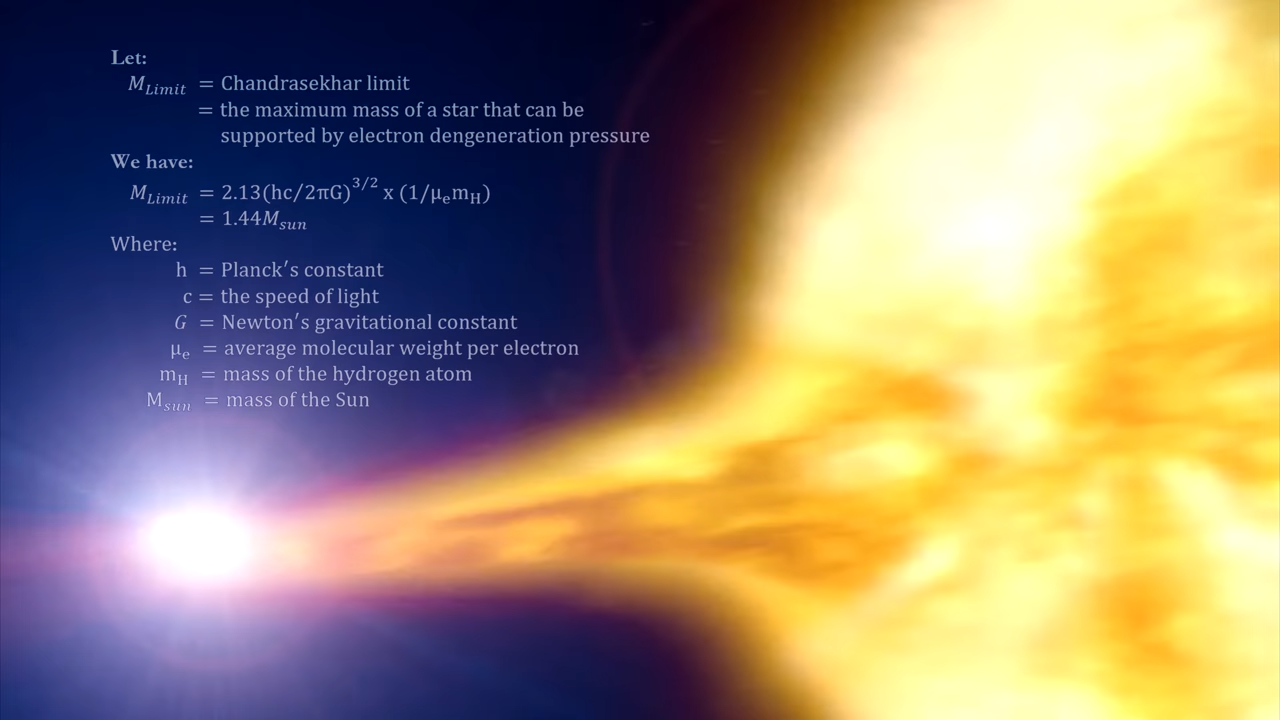 Let:
M_Limit = Chandrasekhar limit
= the maximum mass of a star that can be
supported by electron dengeneration pressure
We have:
M_Limit = 2.13(hc/2πG)^3/2 x (1/μ_e m_H)
= 1.44M_sun
Where:
h = Planck′s constant
c = the speed of light
G = Newton′s gravitational constant
μ_e = average molecular weight per electron
m_H = mass of the hydrogen atom
M_sun = mass of the Sun